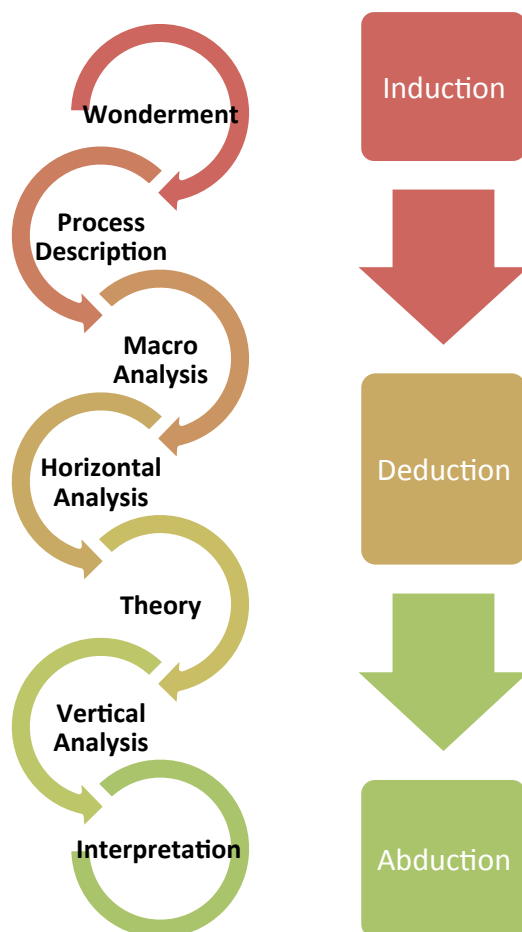 Wonderment
Process
Description
Macro
Analysis
Horizontal
Analysis
Theory
Vertical
Analysis
Interpretation
Induction
Deduction
Abduction